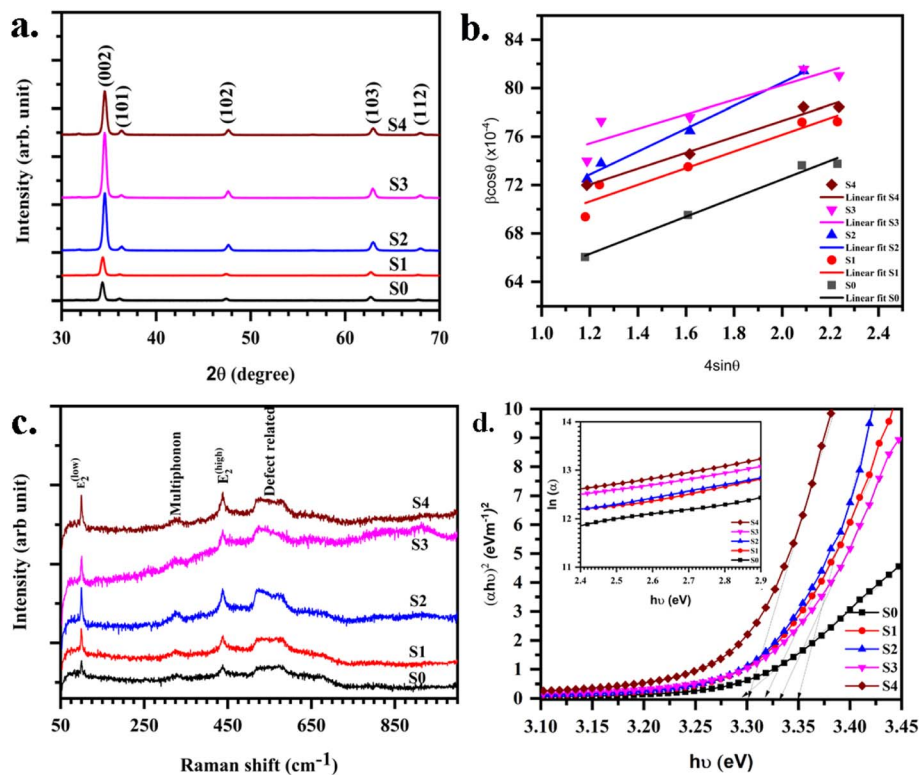 a.
Intensity (arb. unit)
(002)
(101)
(102)
(103)
(112)
S4
S3
S2
S1
S0
30 40 50 60 70
2θ (degree)
b.
βcosθ (x10⁻⁴)
84
80
76
72
68
64
60
S4
Linear fit S4
S3
Linear fit S3
S2
Linear fit S2
S1
Linear fit S1
S0
Linear fit S0
1.0 1.2 1.4 1.6 1.8 2.0 2.2 2.4
4sinθ
c.
Intensity (arb unit)
E₂⁽ˡᵒʷ⁾
Multiphonon
E₂⁽ʰⁱᵍʰ⁾
Defect related
S4
S3
S2
S1
S0
50 250 450 650 850
Raman shift (cm⁻¹)
d.
(αhυ)² (eVm⁻¹)²
10
9
8
7
6
5
4
3
2
1
0
ln (α)
14
13
12
11
S4
S3
S2
S1
S0
2.4 2.5 2.6 2.7 2.8 2.9
hυ (eV)
S0
S1
S2
S3
S4
3.10 3.15 3.20 3.25 3.30 3.35 3.40 3.45
hυ (eV)